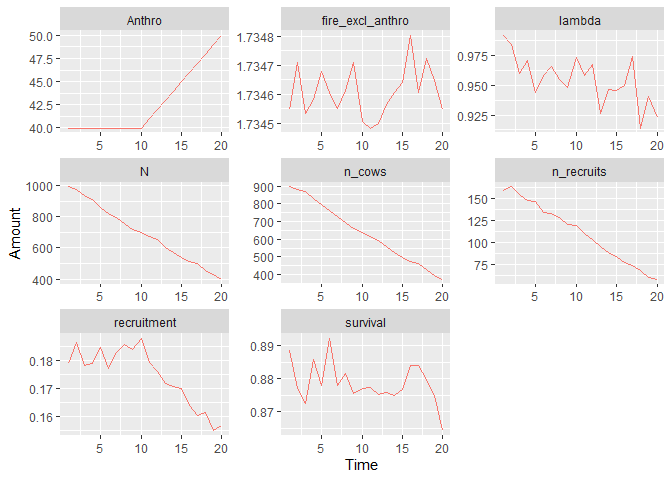 Anthro fire_excl_anthro lambda
50.0 1.7348 0.975
47.5 1.7347 0.950
45.0 1.7346 0.925
42.5 1.7345
40.0
5 10 15 20 5 10 15 20 5 10 15 20
N n_cows n_recruits
1000 900 150
800 800 125
600 700 100
400 600 75
500
400
5 10 15 20 5 10 15 20 5 10 15 20
recruitment survival
0.18 0.89
0.17 0.88
0.16 0.87
5 10 15 20 5 10 15 20
Amount
Time